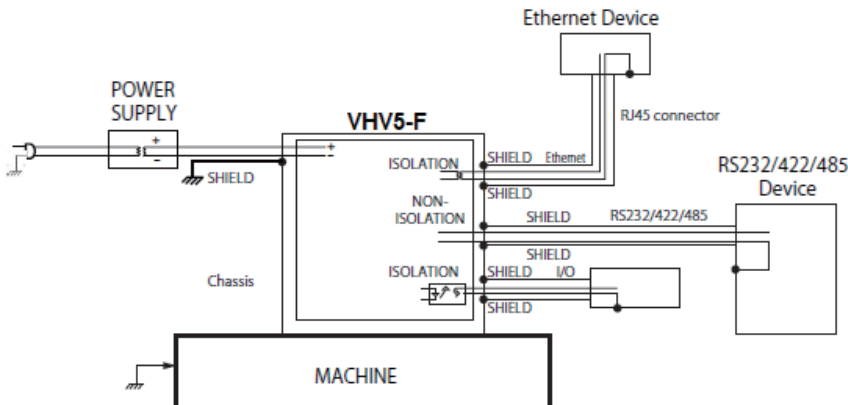 Ethernet Device
POWER
SUPPLY
VHV5-F
RJ45 connector
+
−
+
−
SHIELD
ISOLATION
SHIELD Ethernet
SHIELD
RS232/422/485
Device
NON-
ISOLATION
SHIELD RS232/422/485
SHIELD
Chassis
ISOLATION
SHIELD I/O
SHIELD
MACHINE